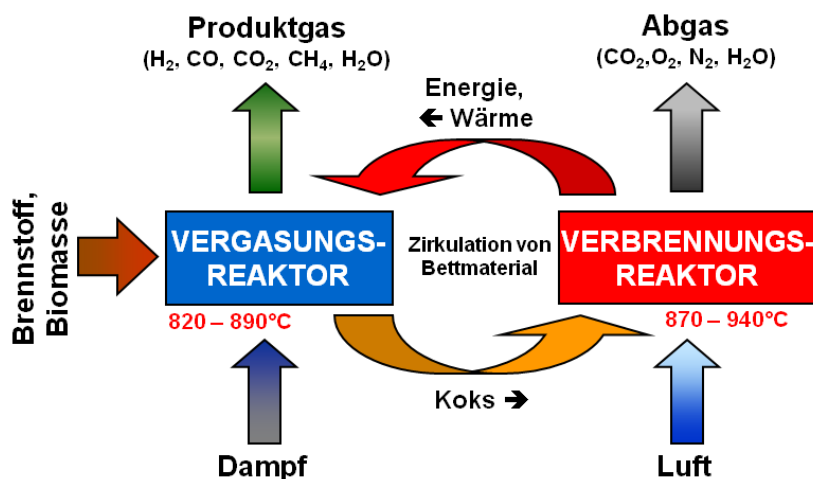 Produktgas
(H₂, CO, CO₂, CH₄, H₂O)
Abgas
(CO₂,O₂, N₂, H₂O)
Energie,
← Wärme
Brennstoff,
Biomasse
VERGASUNGS-
REAKTOR
Zirkulation von
Bettmaterial
VERBRENNUNGS-
REAKTOR
820 – 890°C
870 – 940°C
Koks →
Dampf
Luft